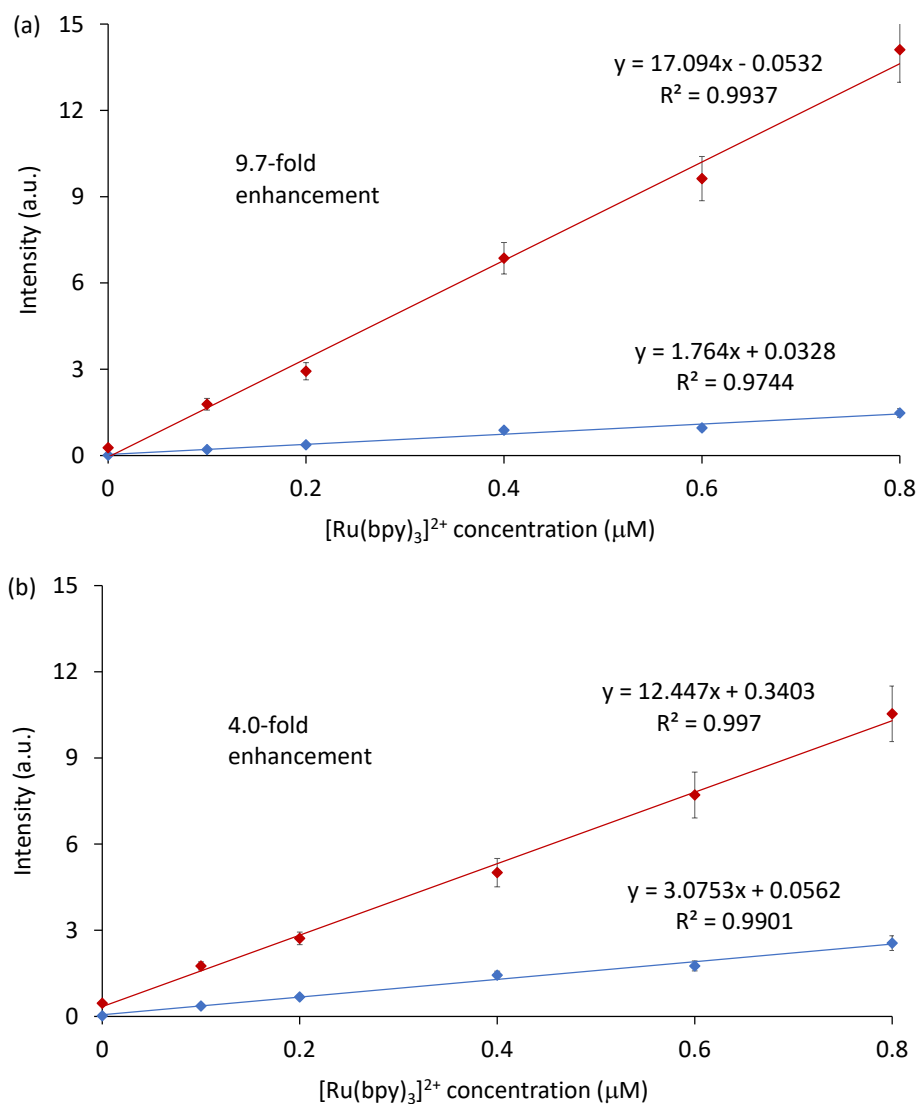 (a)
15
12
9
6
3
0
Intensity (a.u.)
y = 17.094x - 0.0532
R² = 0.9937
9.7-fold
enhancement
y = 1.764x + 0.0328
R² = 0.9744
0 0.2 0.4 0.6 0.8
[Ru(bpy)₃]²⁺ concentration (μM)
(b)
15
12
9
6
3
0
Intensity (a.u.)
y = 12.447x + 0.3403
R² = 0.997
4.0-fold
enhancement
y = 3.0753x + 0.0562
R² = 0.9901
0 0.2 0.4 0.6 0.8
[Ru(bpy)₃]²⁺ concentration (μM)